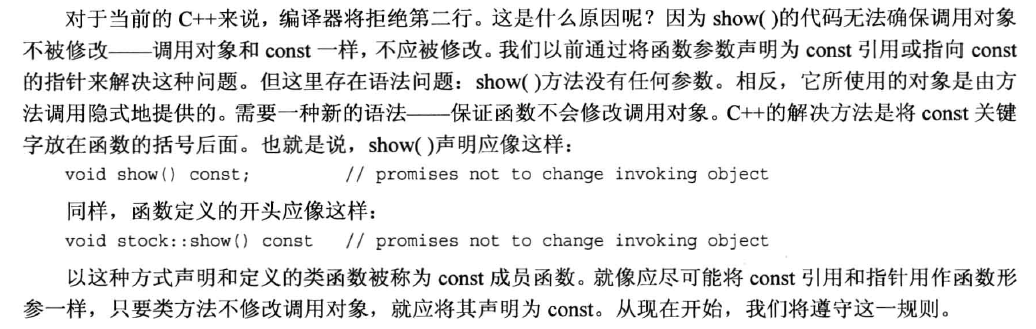 对于当前的 C++来说，编译器将拒绝第二行。这是什么原因呢？因为 show( )的代码无法确保调用对象
不被修改——调用对象和 const 一样，不应被修改。我们以前通过将函数参数声明为 const 引用或指向 const
的指针来解决这种问题。但这里存在语法问题：show( )方法没有任何参数。相反，它所使用的对象是由方
法调用隐式地提供的。需要一种新的语法——保证函数不会修改调用对象。C++的解决方法是将 const 关键
字放在函数的括号后面。也就是说，show( )声明应像这样：
void show() const; // promises not to change invoking object
同样，函数定义的开头应像这样：
void stock::show() const // promises not to change invoking object
以这种方式声明和定义的类函数被称为 const 成员函数。就像应尽可能将 const 引用和指针用作函数形
参一样，只要类方法不修改调用对象，就应将其声明为 const。从现在开始，我们将遵守这一规则。